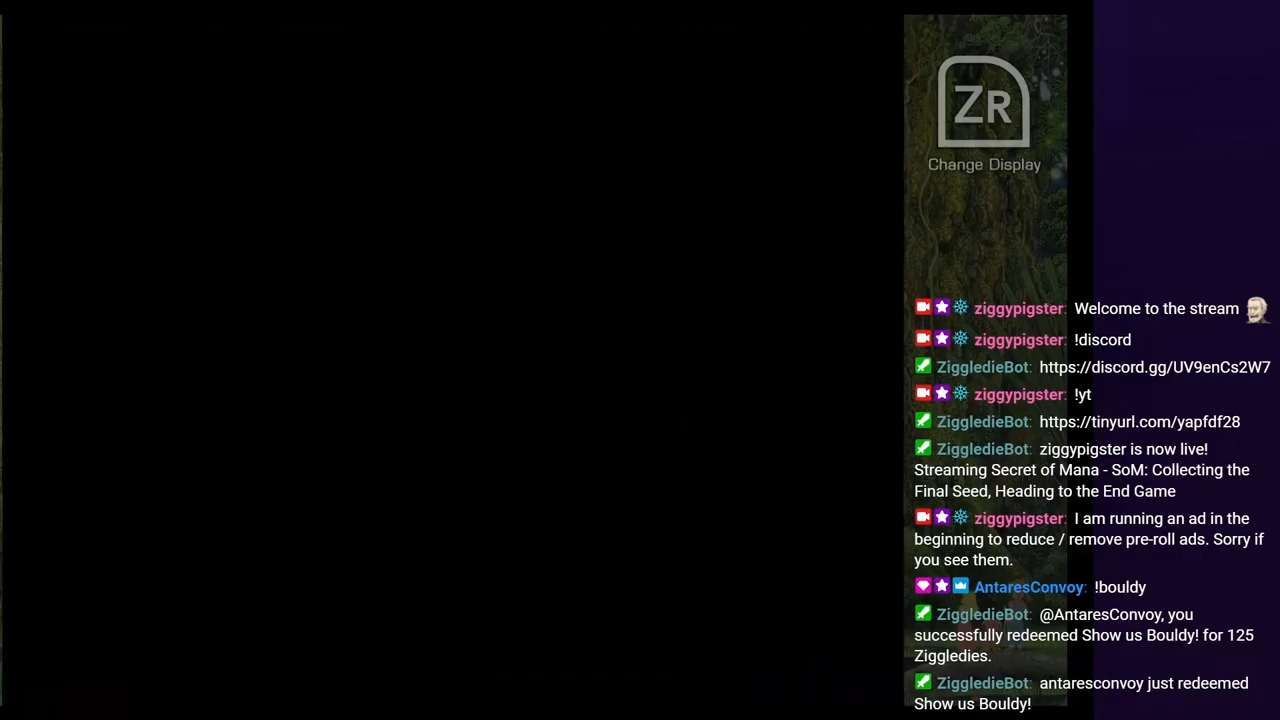 ZR
Change Display
ziggypigster: Welcome to the stream
ziggypigster: !discord
ZiggledieBot: https://discord.gg/UV9enCs2W7
ziggypigster: !yt
ZiggledieBot: https://tinyurl.com/yapfdf28
ZiggledieBot: ziggypigster is now live!
Streaming Secret of Mana - SoM: Collecting the
Final Seed, Heading to the End Game
ziggypigster: I am running an ad in the
beginning to reduce / remove pre-roll ads. Sorry if
you see them.
AntaresConvoy: !bouldy
ZiggledieBot: @AntaresConvoy, you
successfully redeemed Show us Bouldy! for 125
Ziggledies.
ZiggledieBot: antaresconvoy just redeemed
Show us Bouldy!